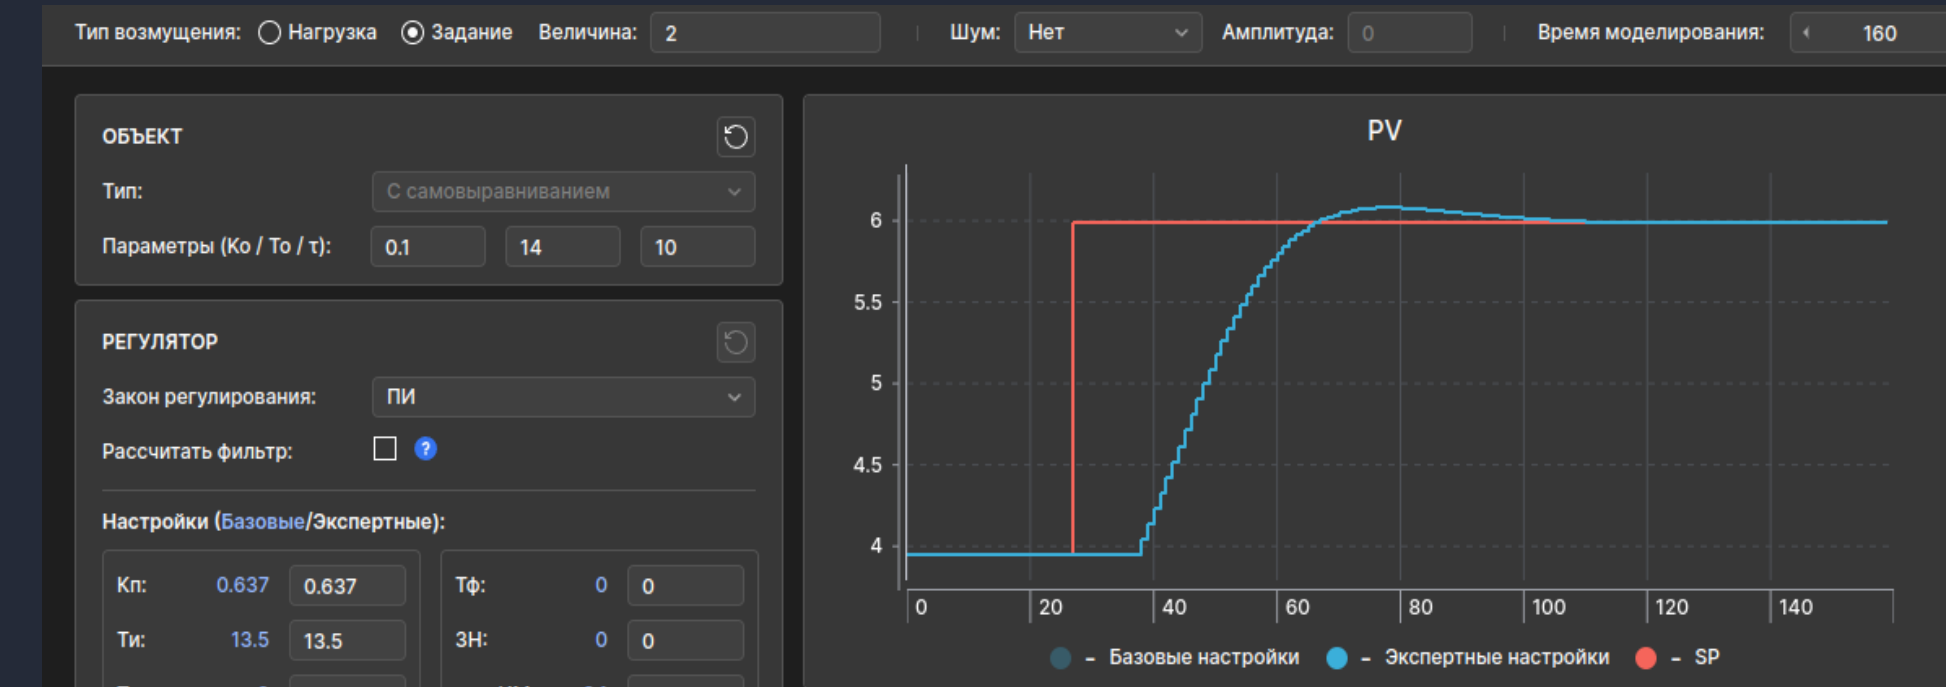 Тип возмущения: Нагрузка Задание Величина: 2 Шум: Нет Амплитуда: 0 Время моделирования: 160
ОБЪЕКТ
Тип: С самовыравниванием
Параметры (Ko / To / τ): 0.1 14 10
РЕГУЛЯТОР
Закон регулирования: ПИ
Рассчитать фильтр: ?
Настройки (Базовые/Экспертные):
Кп: 0.637 0.637 Тф: 0 0
Ти: 13.5 13.5 ЗН: 0 0
PV
6
5.5
5
4.5
4
0 20 40 60 80 100 120 140
– Базовые настройки – Экспертные настройки – SP